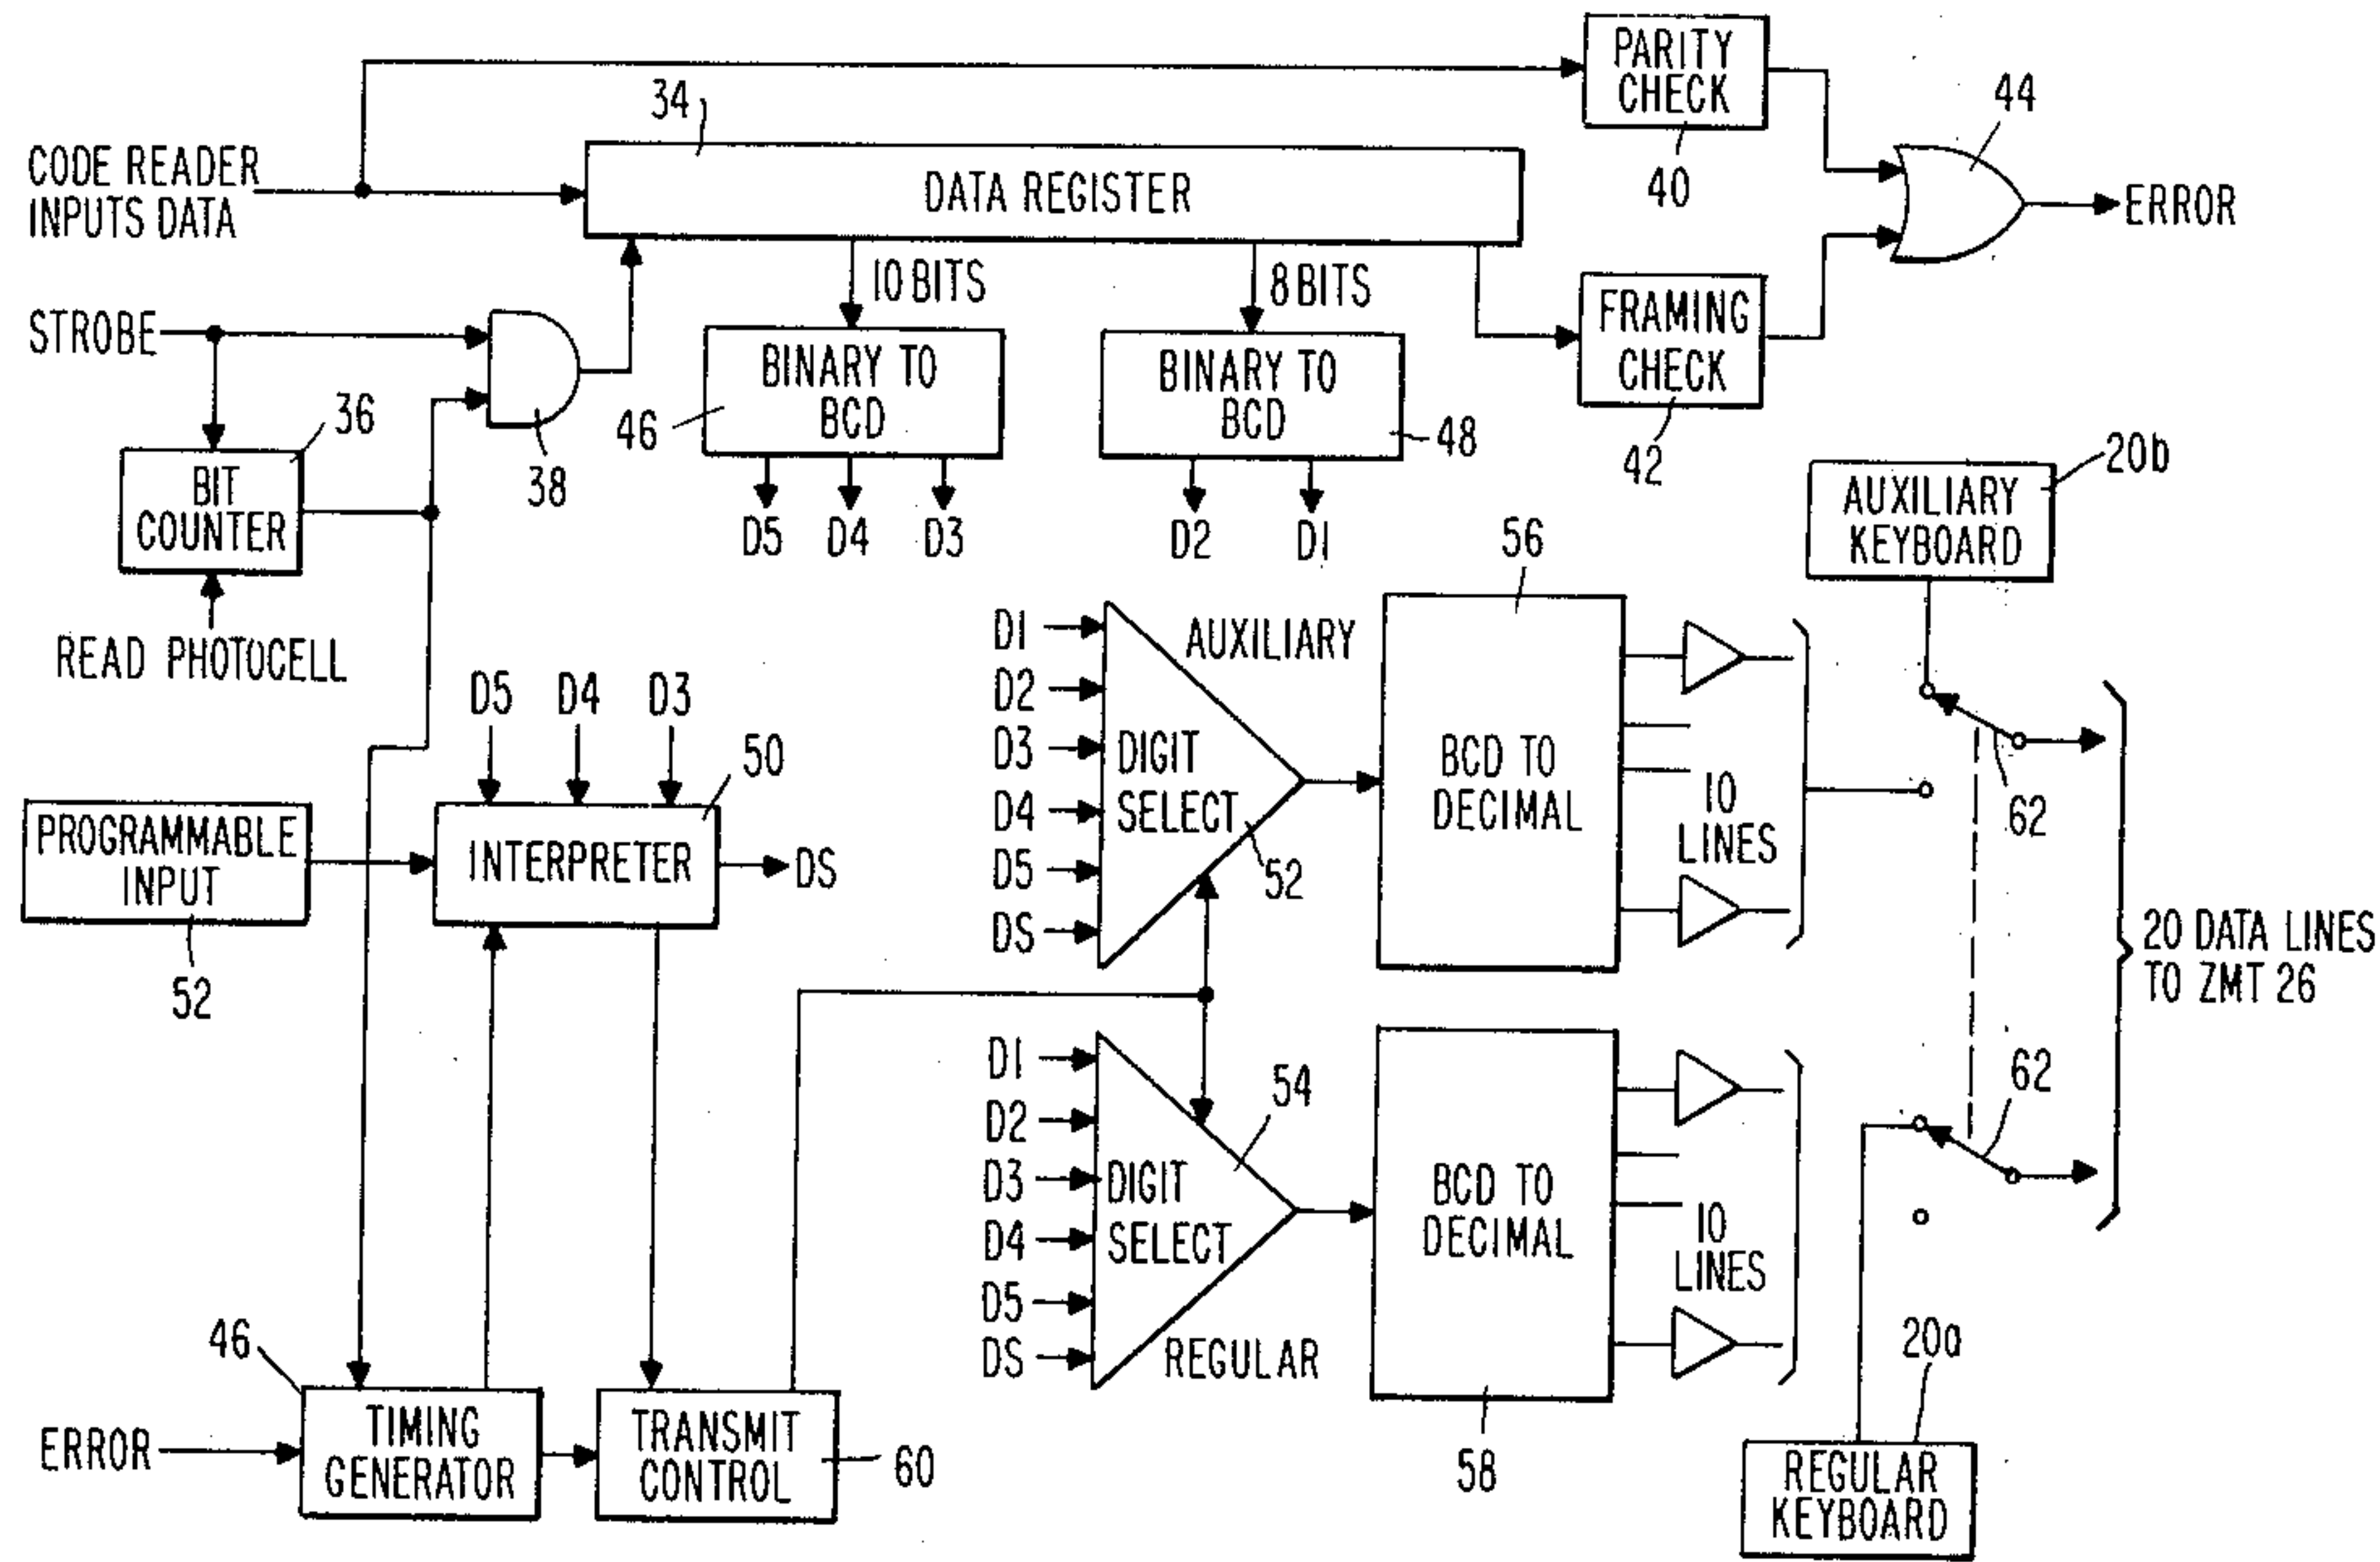 PARITY
CHECK
40
44
34
CODE READER
INPUTS DATA
DATA REGISTER
ERROR
10 BITS
8 BITS
STROBE
FRAMING
CHECK
42
BINARY TO
BCD
46
BINARY TO
BCD
48
36
38
BIT
COUNTER
D5 D4 D3
D2 D1
READ PHOTOCELL
20b
AUXILIARY
KEYBOARD
56
D1
D2
D3
D4
D5
DS
AUXILIARY
DIGIT
SELECT
52
BCD TO
DECIMAL
10
LINES
62
D5 D4 D3
50
PROGRAMMABLE
INPUT
52
INTERPRETER
DS
20 DATA LINES
TO ZMT 26
D1
D2
D3
D4
D5
DS
54
DIGIT
SELECT
REGULAR
BCD TO
DECIMAL
58
10
LINES
62
20a
REGULAR
KEYBOARD
46
ERROR
TIMING
GENERATOR
TRANSMIT
CONTROL
60